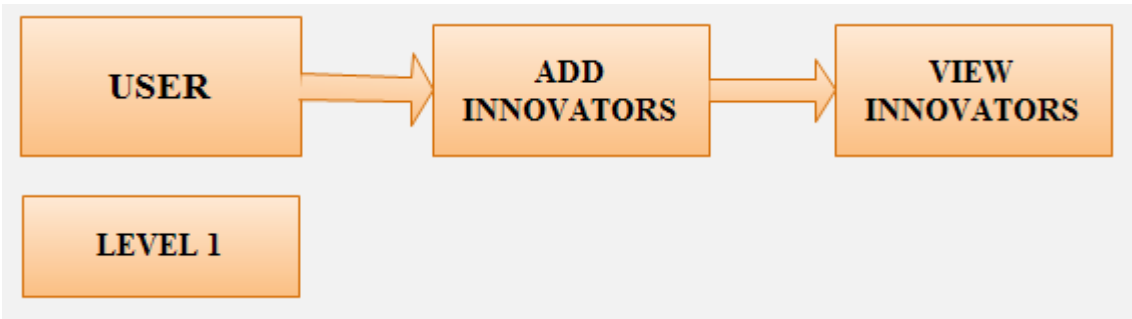 USER
ADD
INNOVATORS
VIEW
INNOVATORS
LEVEL 1